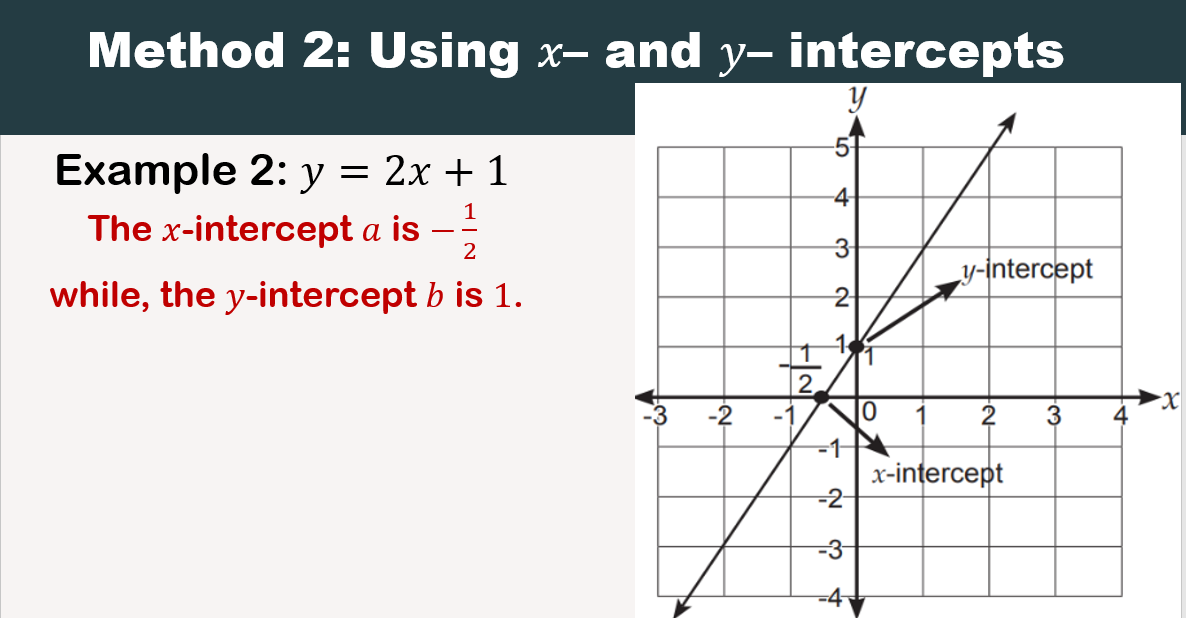 Method 2: Using x– and y– intercepts
Example 2: y = 2x + 1
The x-intercept a is −1/2
while, the y-intercept b is 1.
y
5
4
3
y-intercept
2
1
1
-1/2
x
-3 -2 -1 0 1 2 3 4
-1
x-intercept
-2
-3
-4